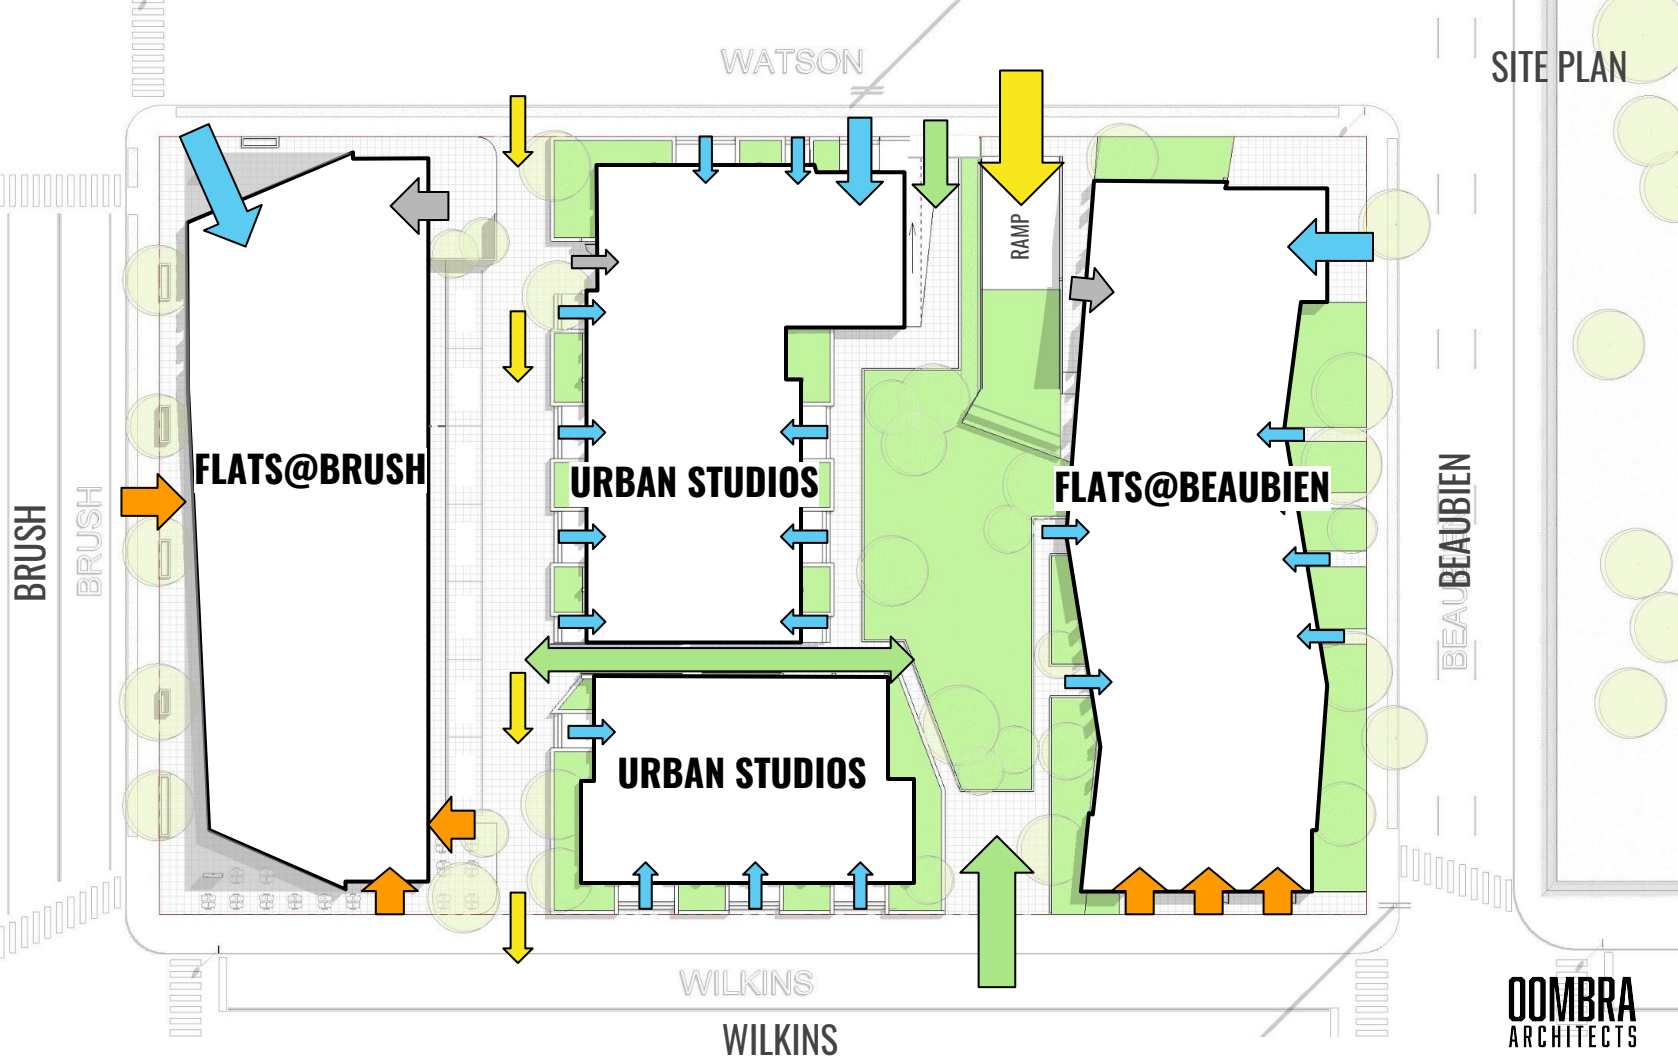 WATSON
SITE PLAN
RAMP
FLATS@BRUSH
URBAN STUDIOS
FLATS@BEAUBIEN
BRUSH
BRUSH
BEAUBIEN
BEAUBIEN
URBAN STUDIOS
WILKINS
WILKINS
OOMBRA
ARCHITECTS